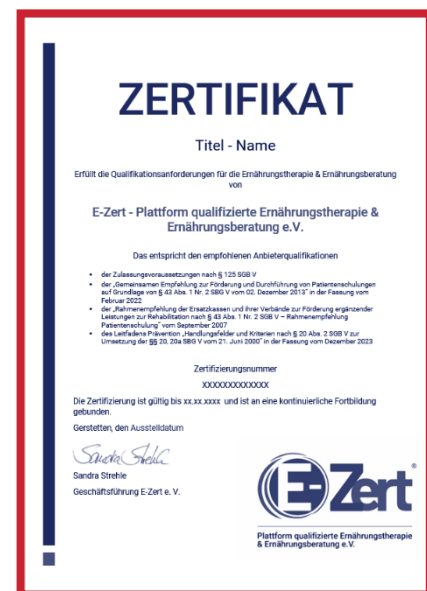 ZERTIFIKAT
Titel - Name
Erfüllt die Qualifikationsanforderungen für die Ernährungstherapie & Ernährungsberatung
von
E-Zert - Plattform qualifizierte Ernährungstherapie &
Ernährungsberatung e.V.
Das entspricht den empfohlenen Anbieterqualifikationen
• der Zulassungsvoraussetzungen nach § 125 SGB V
• der „Gemeinsamen Empfehlung zur Förderung und Durchführung von Patientenschulungen
auf Grundlage von § 43 Abs. 1 Nr. 2 SBG V vom 02. Dezember 2013" in der Fassung vom
Februar 2022
• der „Rahmenempfehlung der Ersatzkassen und ihrer Verbände zur Förderung ergänzender
Leistungen zur Rehabilitation nach § 43 Abs. 1 Nr. 2 SGB V – Rahmenempfehlung
Patientenschulung" vom September 2007
• des Leitfadens Prävention „Handlungsfelder und Kriterien nach § 20 Abs. 2 SGB V zur
Umsetzung der §§ 20, 20a SBG V vom 21. Juni 2000" in der Fassung vom Dezember 2023
Zertifizierungsnummer
XXXXXXXXXXXXX
Die Zertifizierung ist gültig bis xx.xx.xxxx und ist an eine kontinuierliche Fortbildung
gebunden.
Gerstetten, den Ausstelldatum
Sandra Strehle
Sandra Strehle
Geschäftsführung E-Zert e. V.
E-Zert®
Plattform qualifizierte Ernährungstherapie
& Ernährungsberatung e.V.